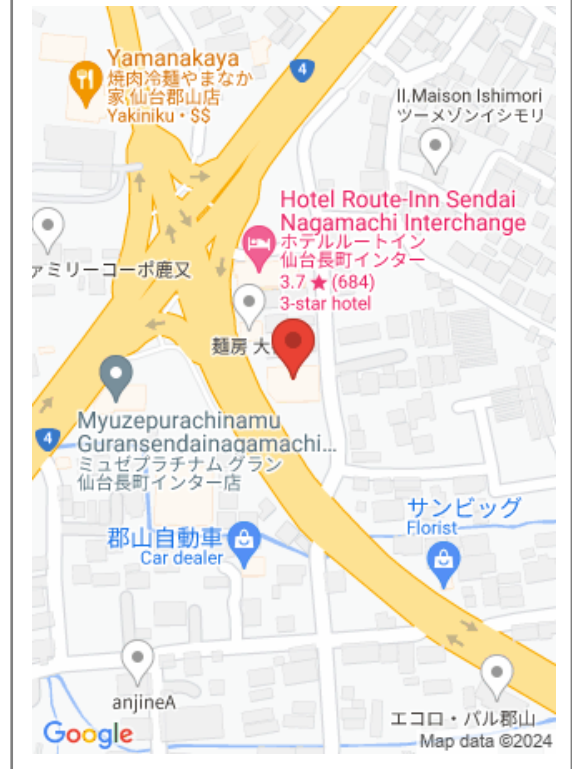 Yamanakaya
焼肉冷麺やまなか
家 仙台郡山店
Yakiniku・$$
4
II.Maison Ishimori
ツーメゾンイシモリ
Hotel Route-Inn Sendai
Nagamachi Interchange
ホテルルートイン
仙台長町インター
3.7 ★ (684)
3-star hotel
ァミリーコーポ鹿又
麺房 大
Myuzepurachinamu
Guransendainagamachi...
ミュゼプラチナム グラン
仙台長町インター店
4
サンビッグ
Florist
郡山自動車
Car dealer
anjineA
エコロ・パル郡山
Google
Map data ©2024